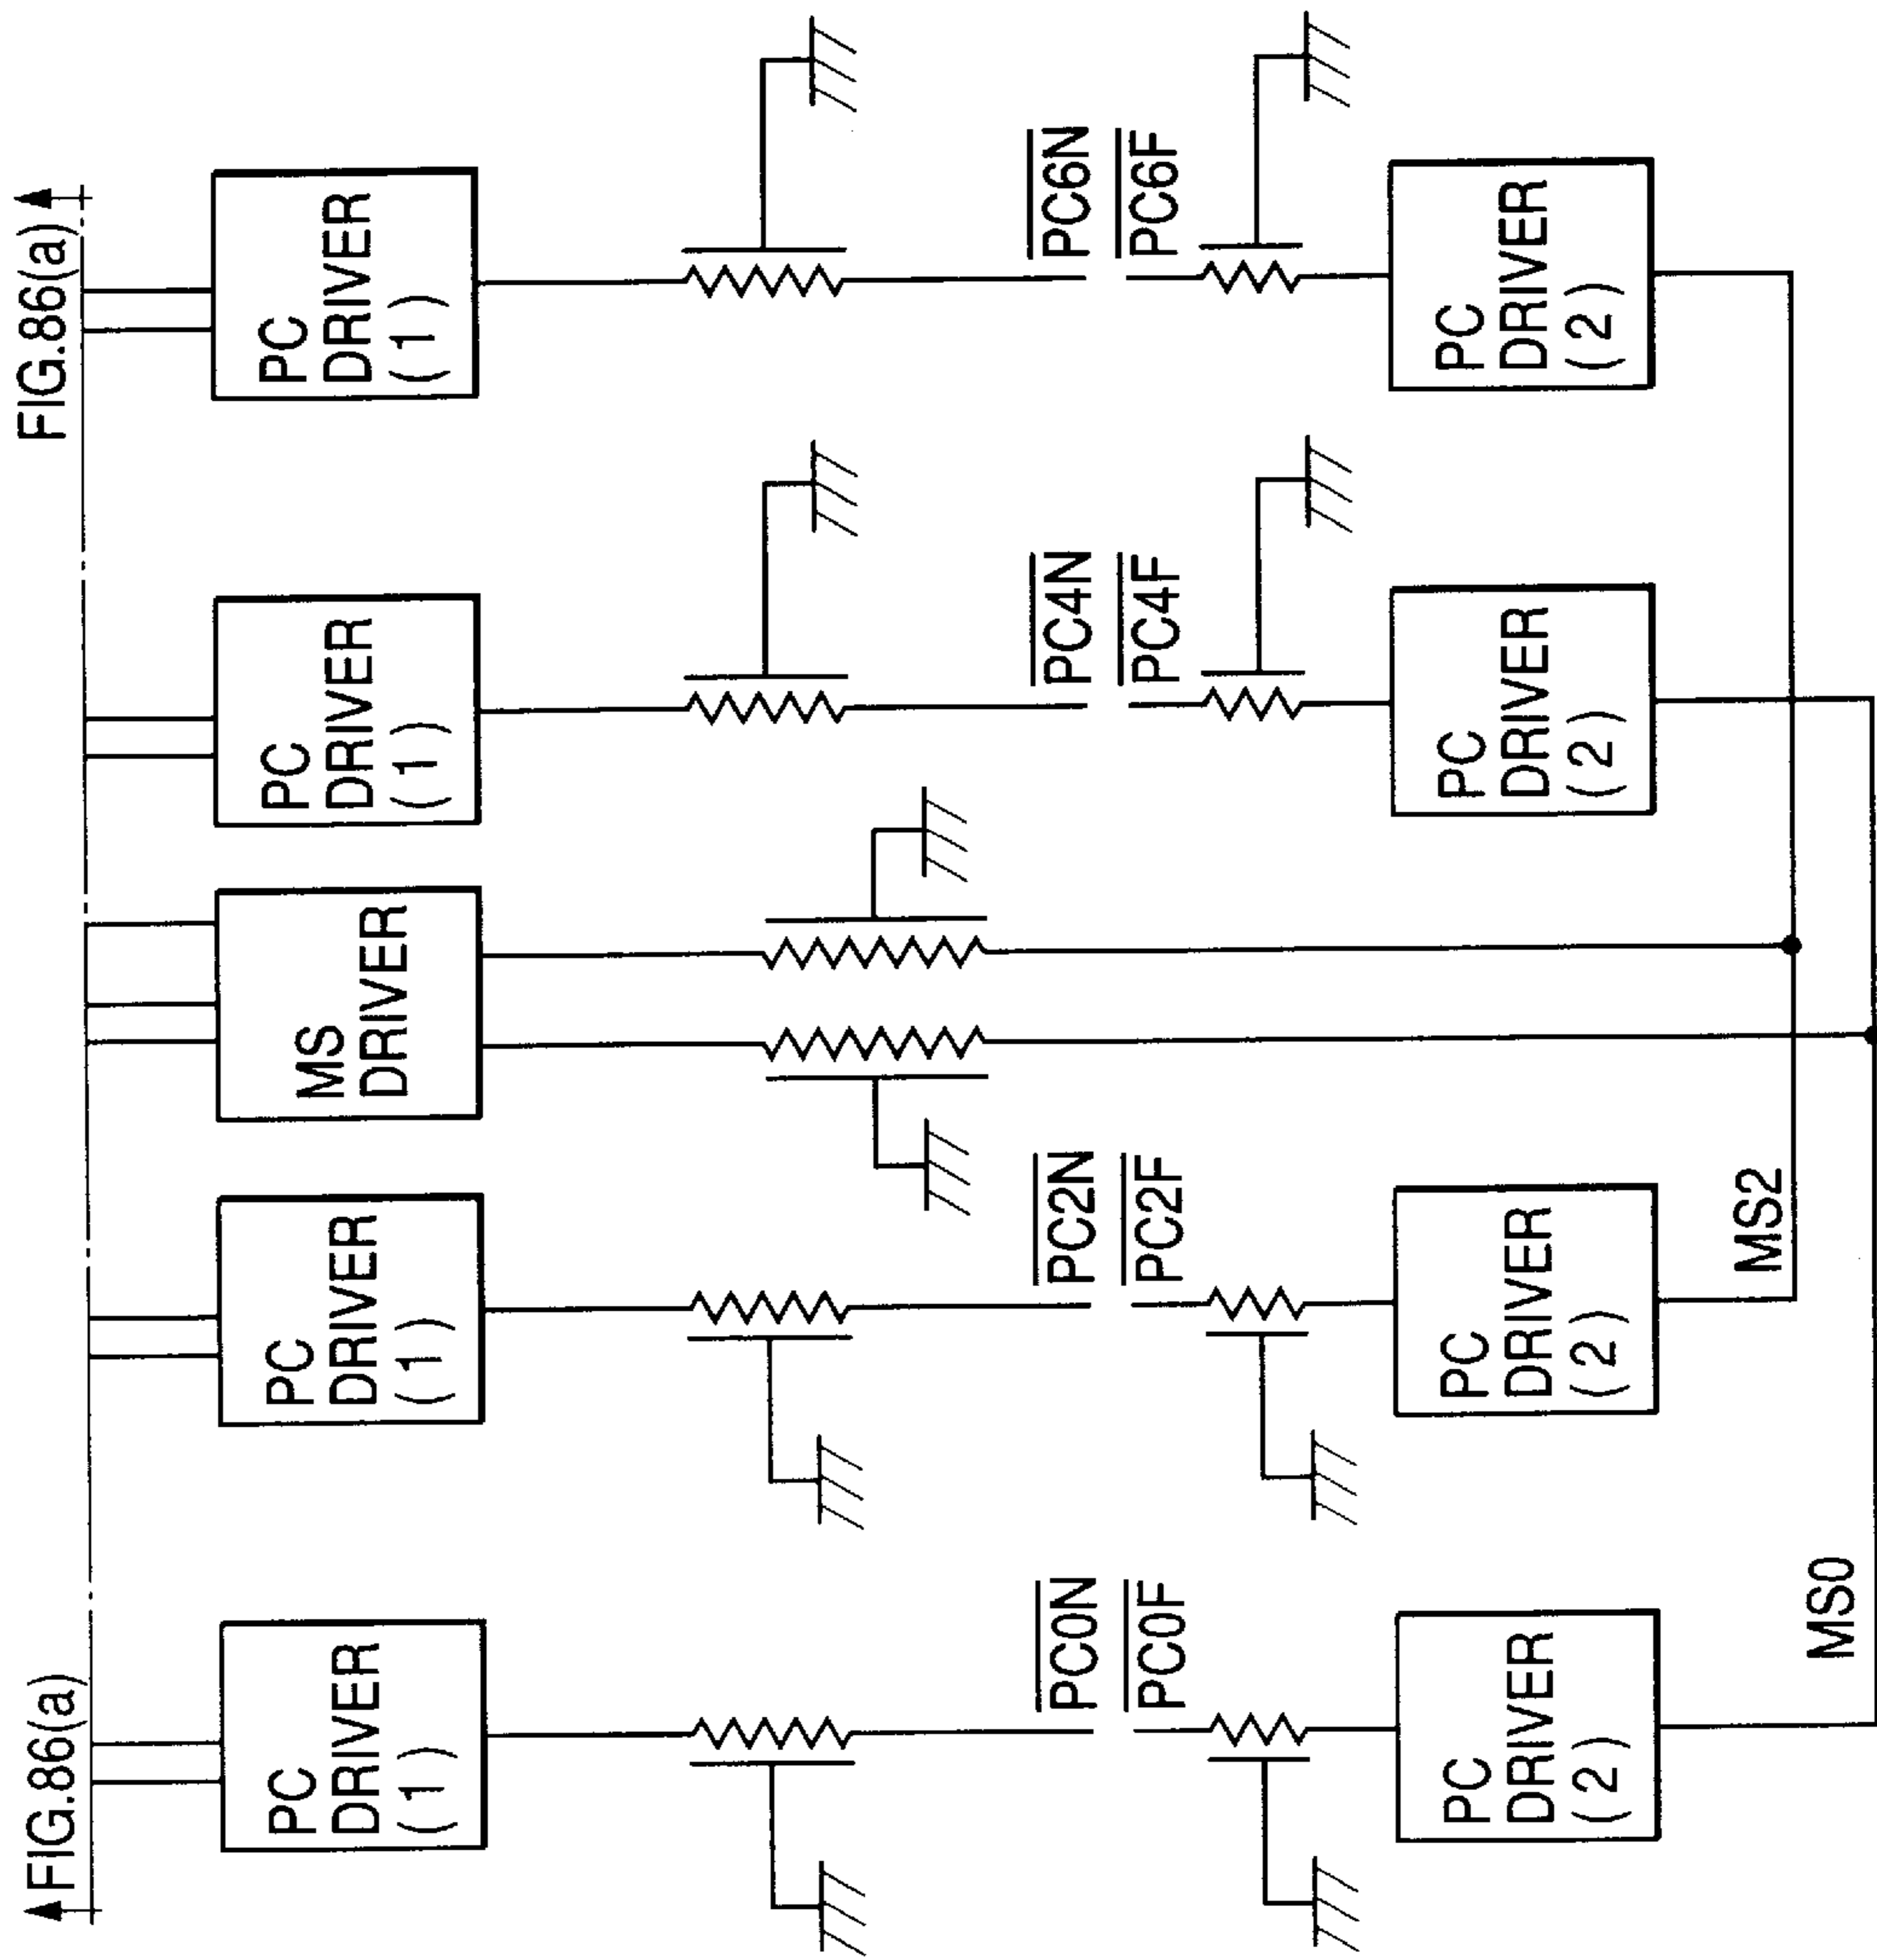 FIG.86(a)
FIG.86(a)
PC
DRIVER
(1)
PC
DRIVER
(1)
MS
DRIVER
PC
DRIVER
(1)
PC
DRIVER
(1)
PC0N
PC0F
PC2N
PC2F
PC4N
PC4F
PC6N
PC6F
PC
DRIVER
(2)
PC
DRIVER
(2)
PC
DRIVER
(2)
PC
DRIVER
(2)
MS2
MS0